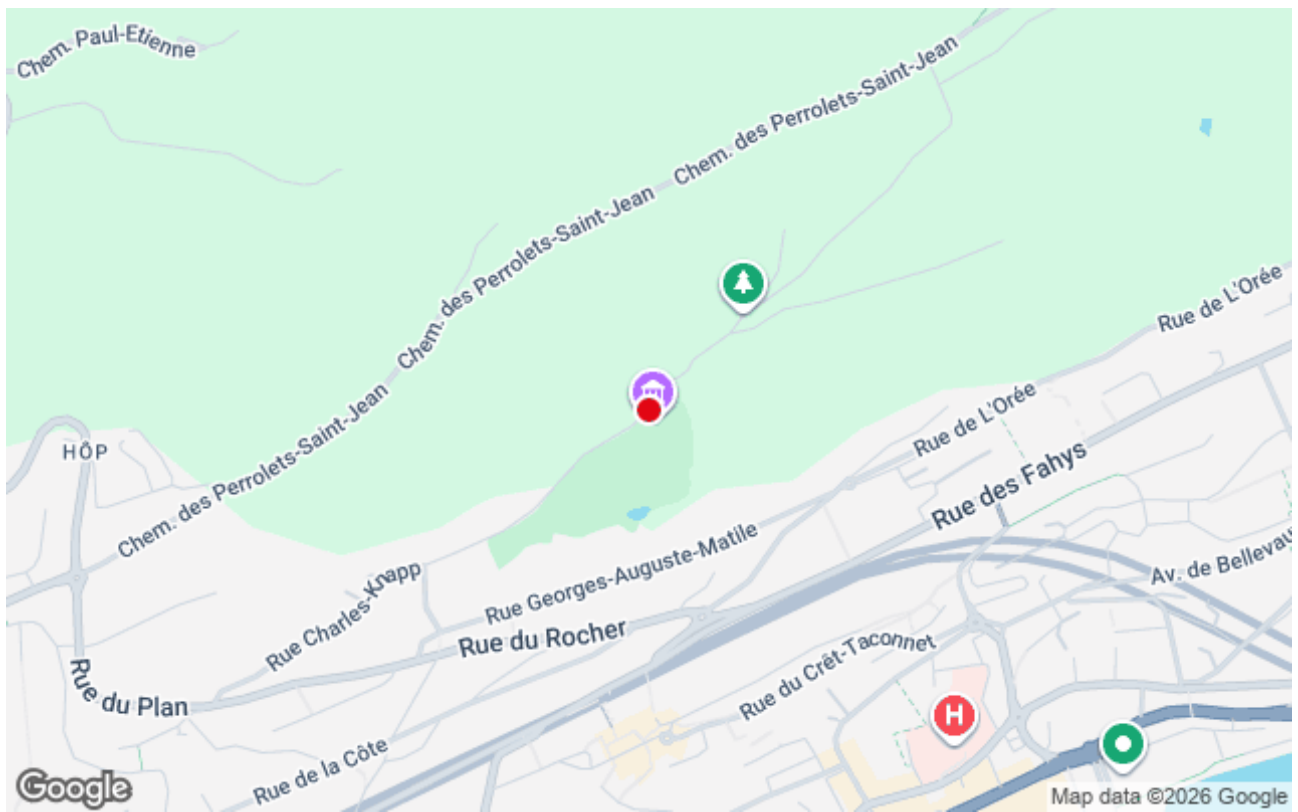 Chem. Paul-Etienne
Chem. des Perrolets-Saint-Jean
Chem. des Perrolets-Saint-Jean
Chem. des Perrolets-Saint-Jean
Chem. des Perrolets-Saint-Jean
Rue de L'Orée
Rue de L'Orée
HÔP
Rue des Fahys
Rue Charles-Knapp
Rue Georges-Auguste-Matile
Av. de Bellevau
Rue du Rocher
Rue du Plan
Rue du Crêt-Taconnet
H
Rue de la Côte
Google
Map data ©2026 Google